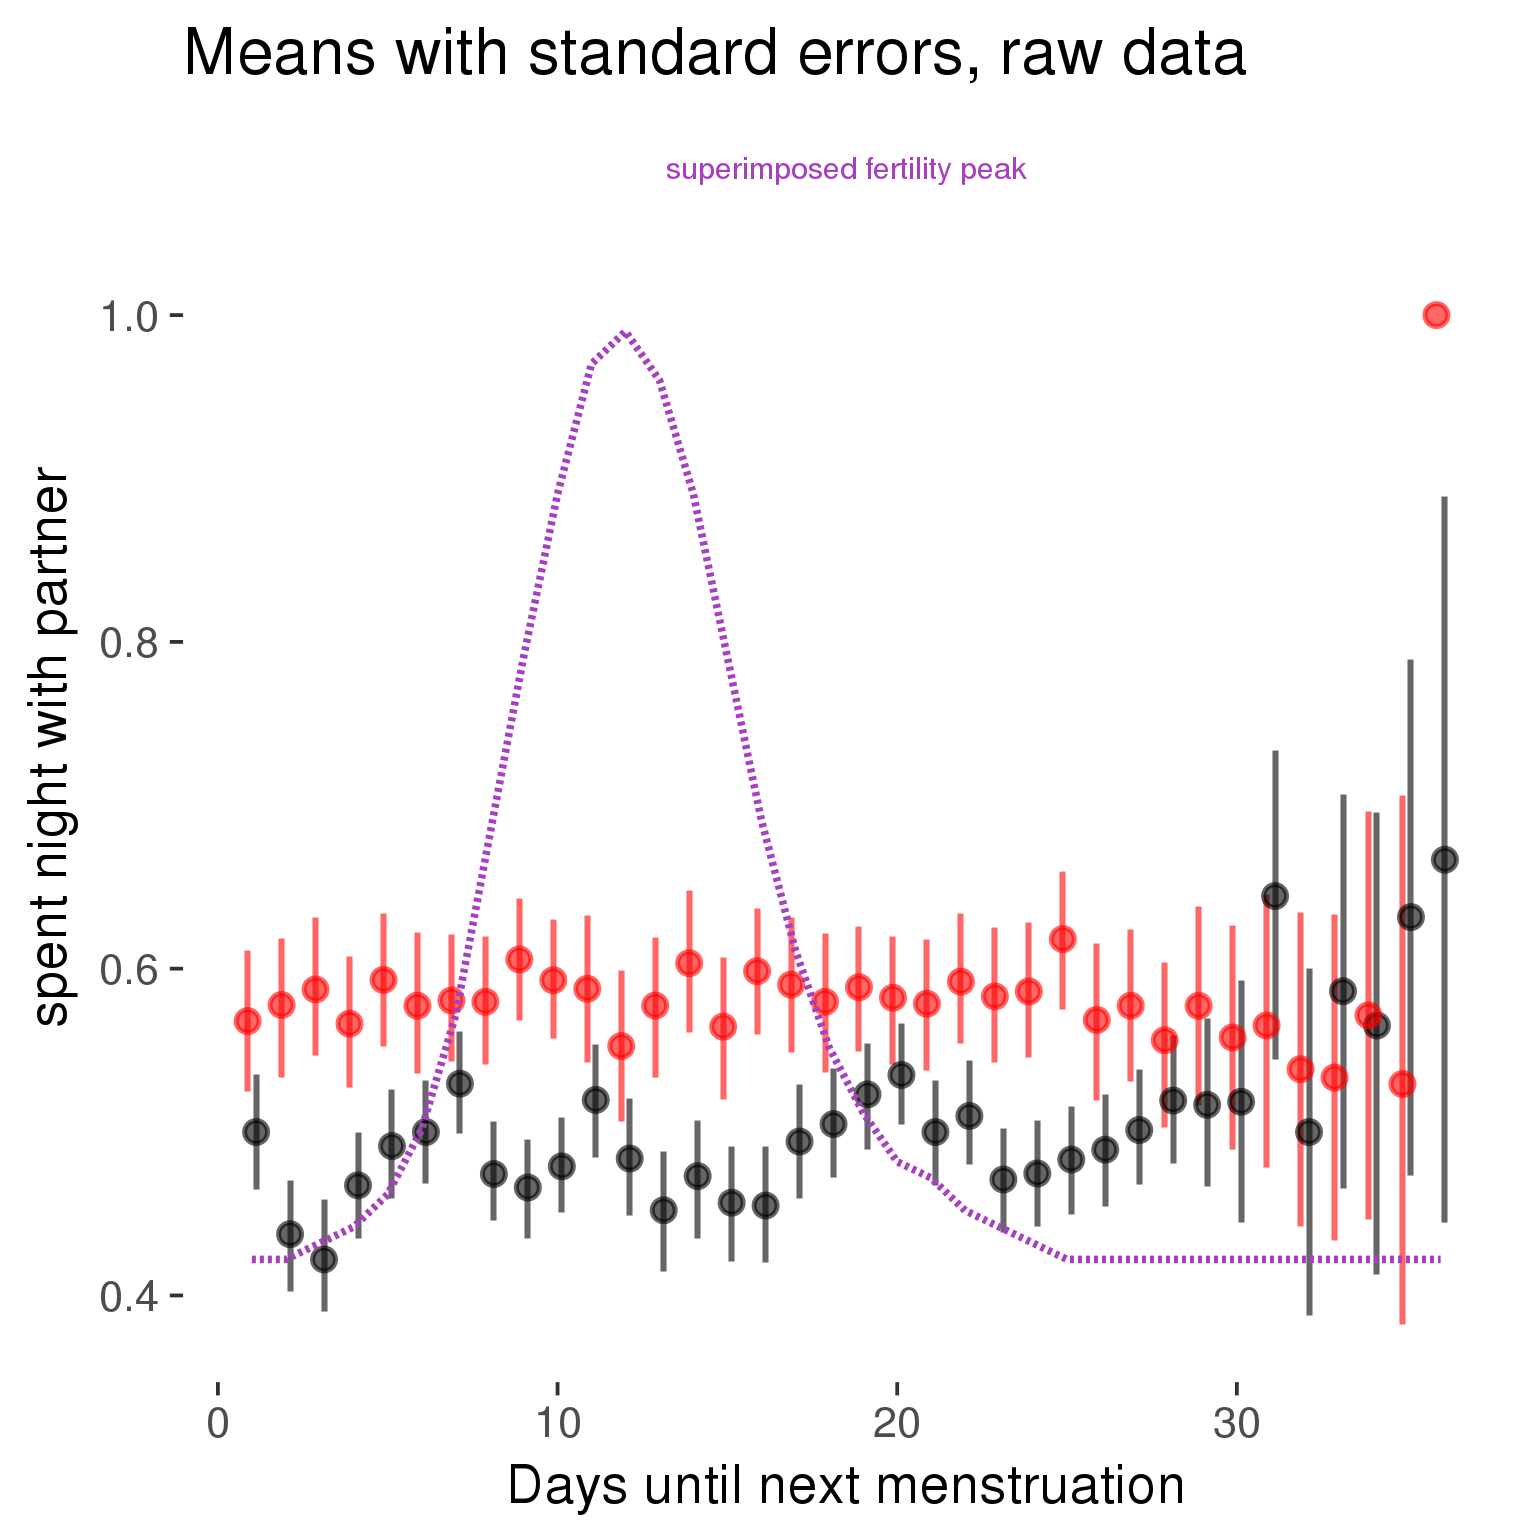 Means with standard errors, raw data
superimposed fertility peak
spent night with partner
1.0
0.8
0.6
0.4
0
10
20
30
Days until next menstruation